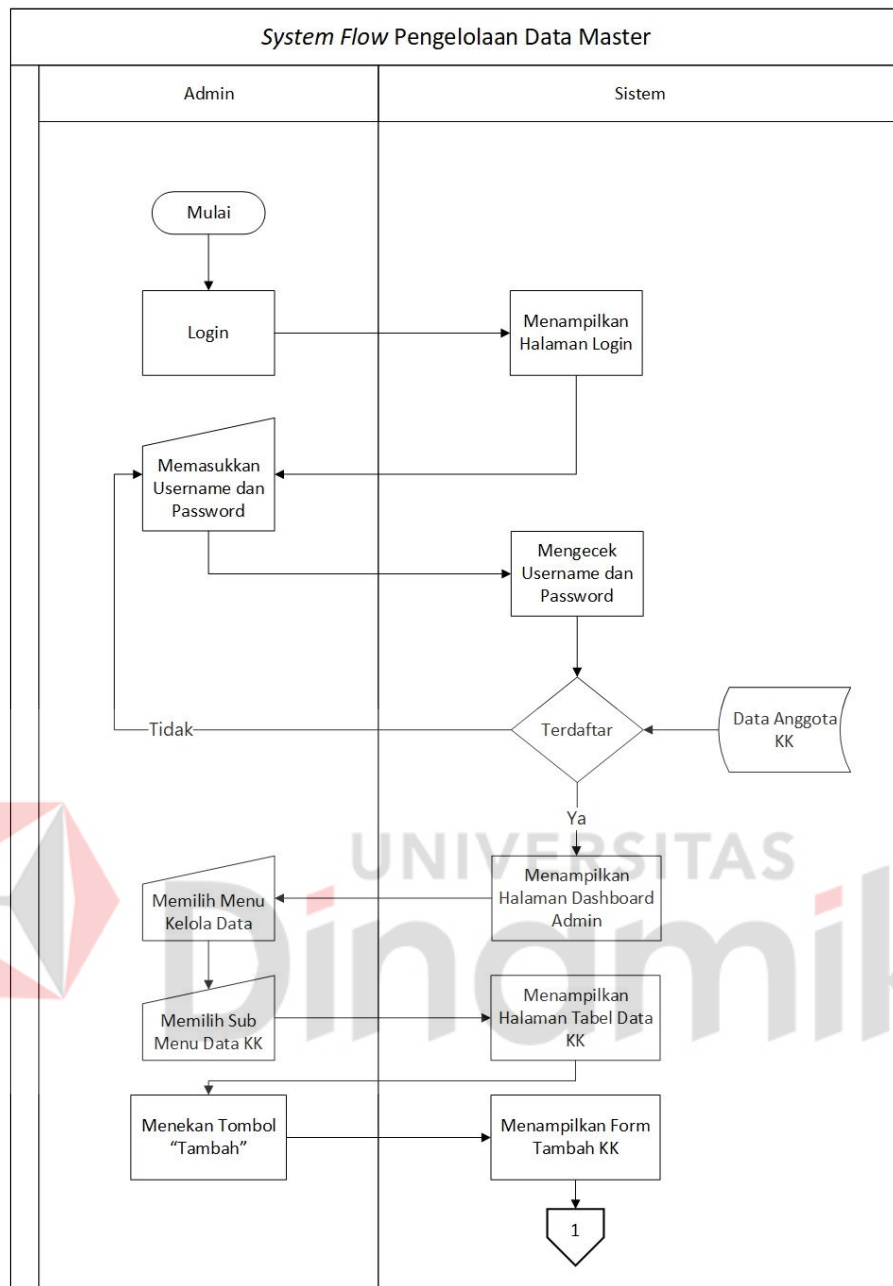 System Flow Pengelolaan Data Master
Admin
Sistem
Mulai
Login
Menampilkan
Halaman Login
Memasukkan
Username dan
Password
Mengecek
Username dan
Password
Terdaftar
Data Anggota
KK
Tidak
Ya
UNIVERSITAS
Dinamik
Menampilkan
Halaman Dashboard
Admin
Memilih Menu
Kelola Data
Memilih Sub
Menu Data KK
Menampilkan
Halaman Tabel Data
KK
Menekan Tombol
“Tambah”
Menampilkan Form
Tambah KK
1